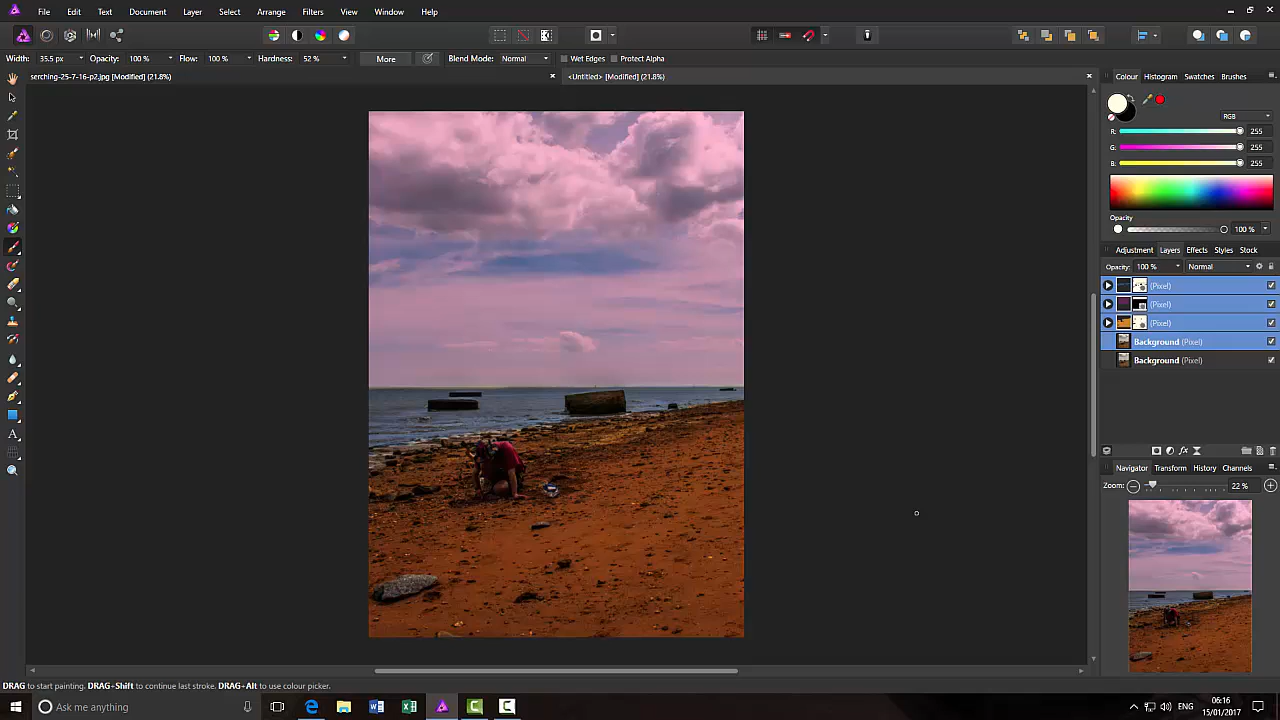 File Edit Text Document Layer Select Arrange Filters View Window Help
Width: 33.5 px Opacity: 100 % Flow: 100 % Hardness: 52 % More Blend Mode: Normal Wet Edges Protect Alpha
serching-25-7-16-p2.jpg [Modified] (21.8%) <Untitled> [Modified] (21.8%)
Colour Histogram Swatches Brushes
RGB
R: 255
G: 255
B: 255
Opacity
100 %
Adjustment Layers Effects Styles Stock
Opacity: 100 % Normal
(Pixel)
(Pixel)
(Pixel)
Background (Pixel)
Background (Pixel)
Navigator Transform History Channels
Zoom: 22 %
DRAG to start painting. DRAG+Shift to continue last stroke. DRAG+Alt to use colour picker.
Ask me anything
ENG
06:16
15/01/2017